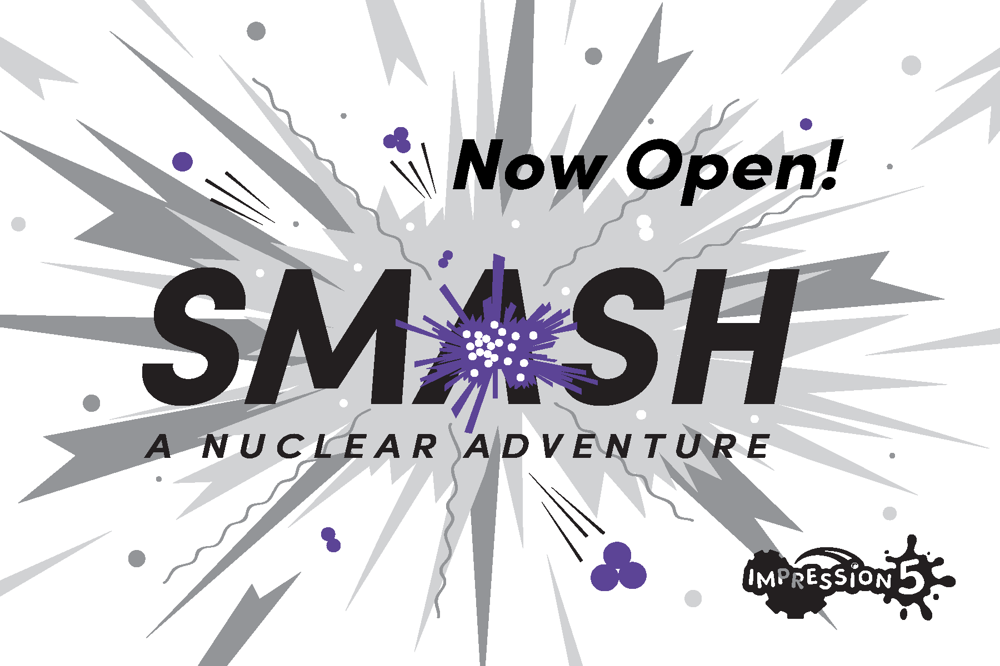 Now Open!
SMASH
A NUCLEAR ADVENTURE
IMPRESSION 5